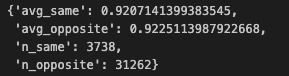 {'avg_same': 0.9207141399383545,
'avg_opposite': 0.9225113987922668,
'n_same': 3738,
'n_opposite': 31262}